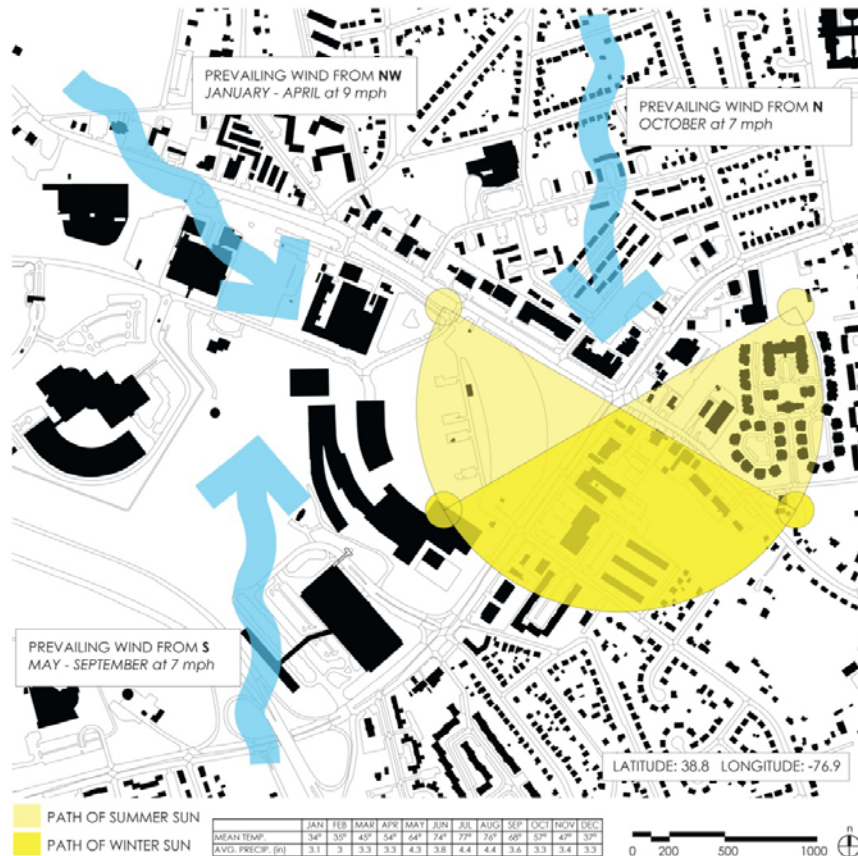 PREVAILING WIND FROM NW
JANUARY - APRIL at 9 mph
PREVAILING WIND FROM N
OCTOBER at 7 mph
PREVAILING WIND FROM S
MAY - SEPTEMBER at 7 mph
LATITUDE: 38.8 LONGITUDE: -76.9
PATH OF SUMMER SUN
PATH OF WINTER SUN
JAN FEB MAR APR MAY JUN JUL AUG SEP OCT NOV DEC
MEAN TEMP. 34° 35° 45° 54° 64° 74° 77° 76° 68° 57° 47° 37°
AVG. PRECIP. (in) 3.1 3 3.3 3.3 4.3 3.8 4.4 4.4 3.6 3.3 3.4 3.3
0 200 500 1000
n